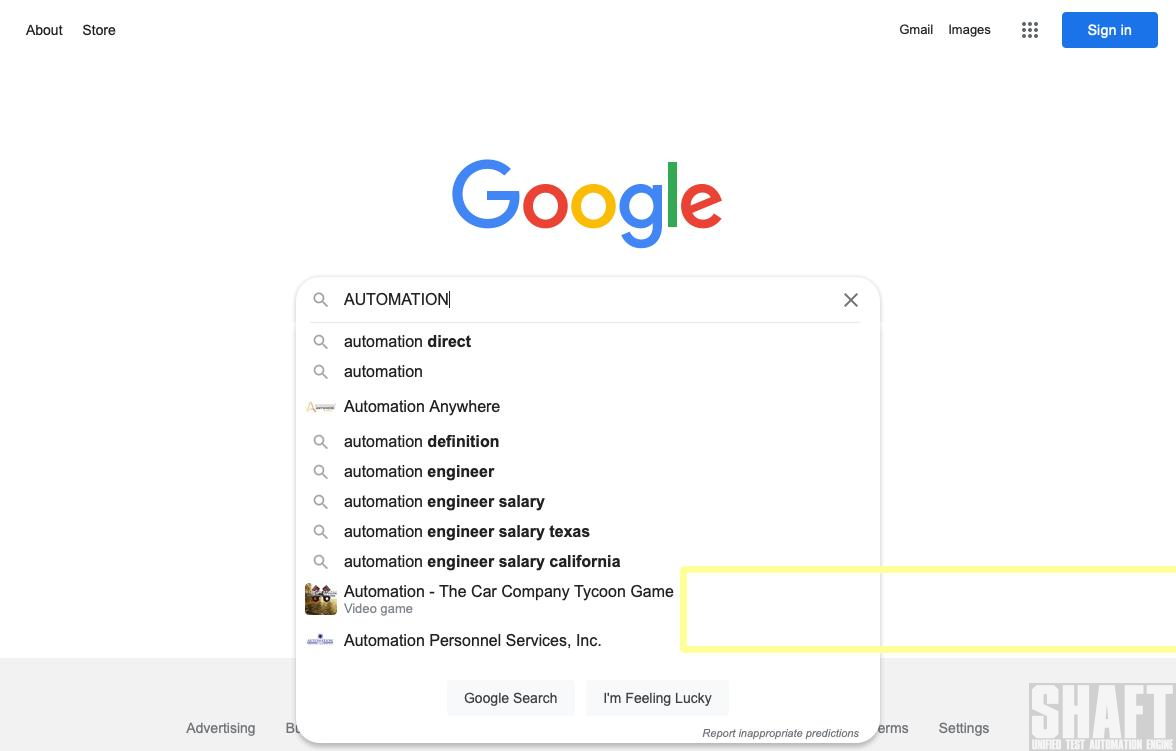 About Store
Gmail Images
Sign in
Google
AUTOMATION
automation direct
automation
Automation Anywhere
automation definition
automation engineer
automation engineer salary
automation engineer salary texas
automation engineer salary california
Automation - The Car Company Tycoon Game
Video game
Automation Personnel Services, Inc.
Google Search I'm Feeling Lucky
Report inappropriate predictions
Advertising Bu erms Settings
SHAFT
UNIFIED TEST AUTOMATION ENGINE